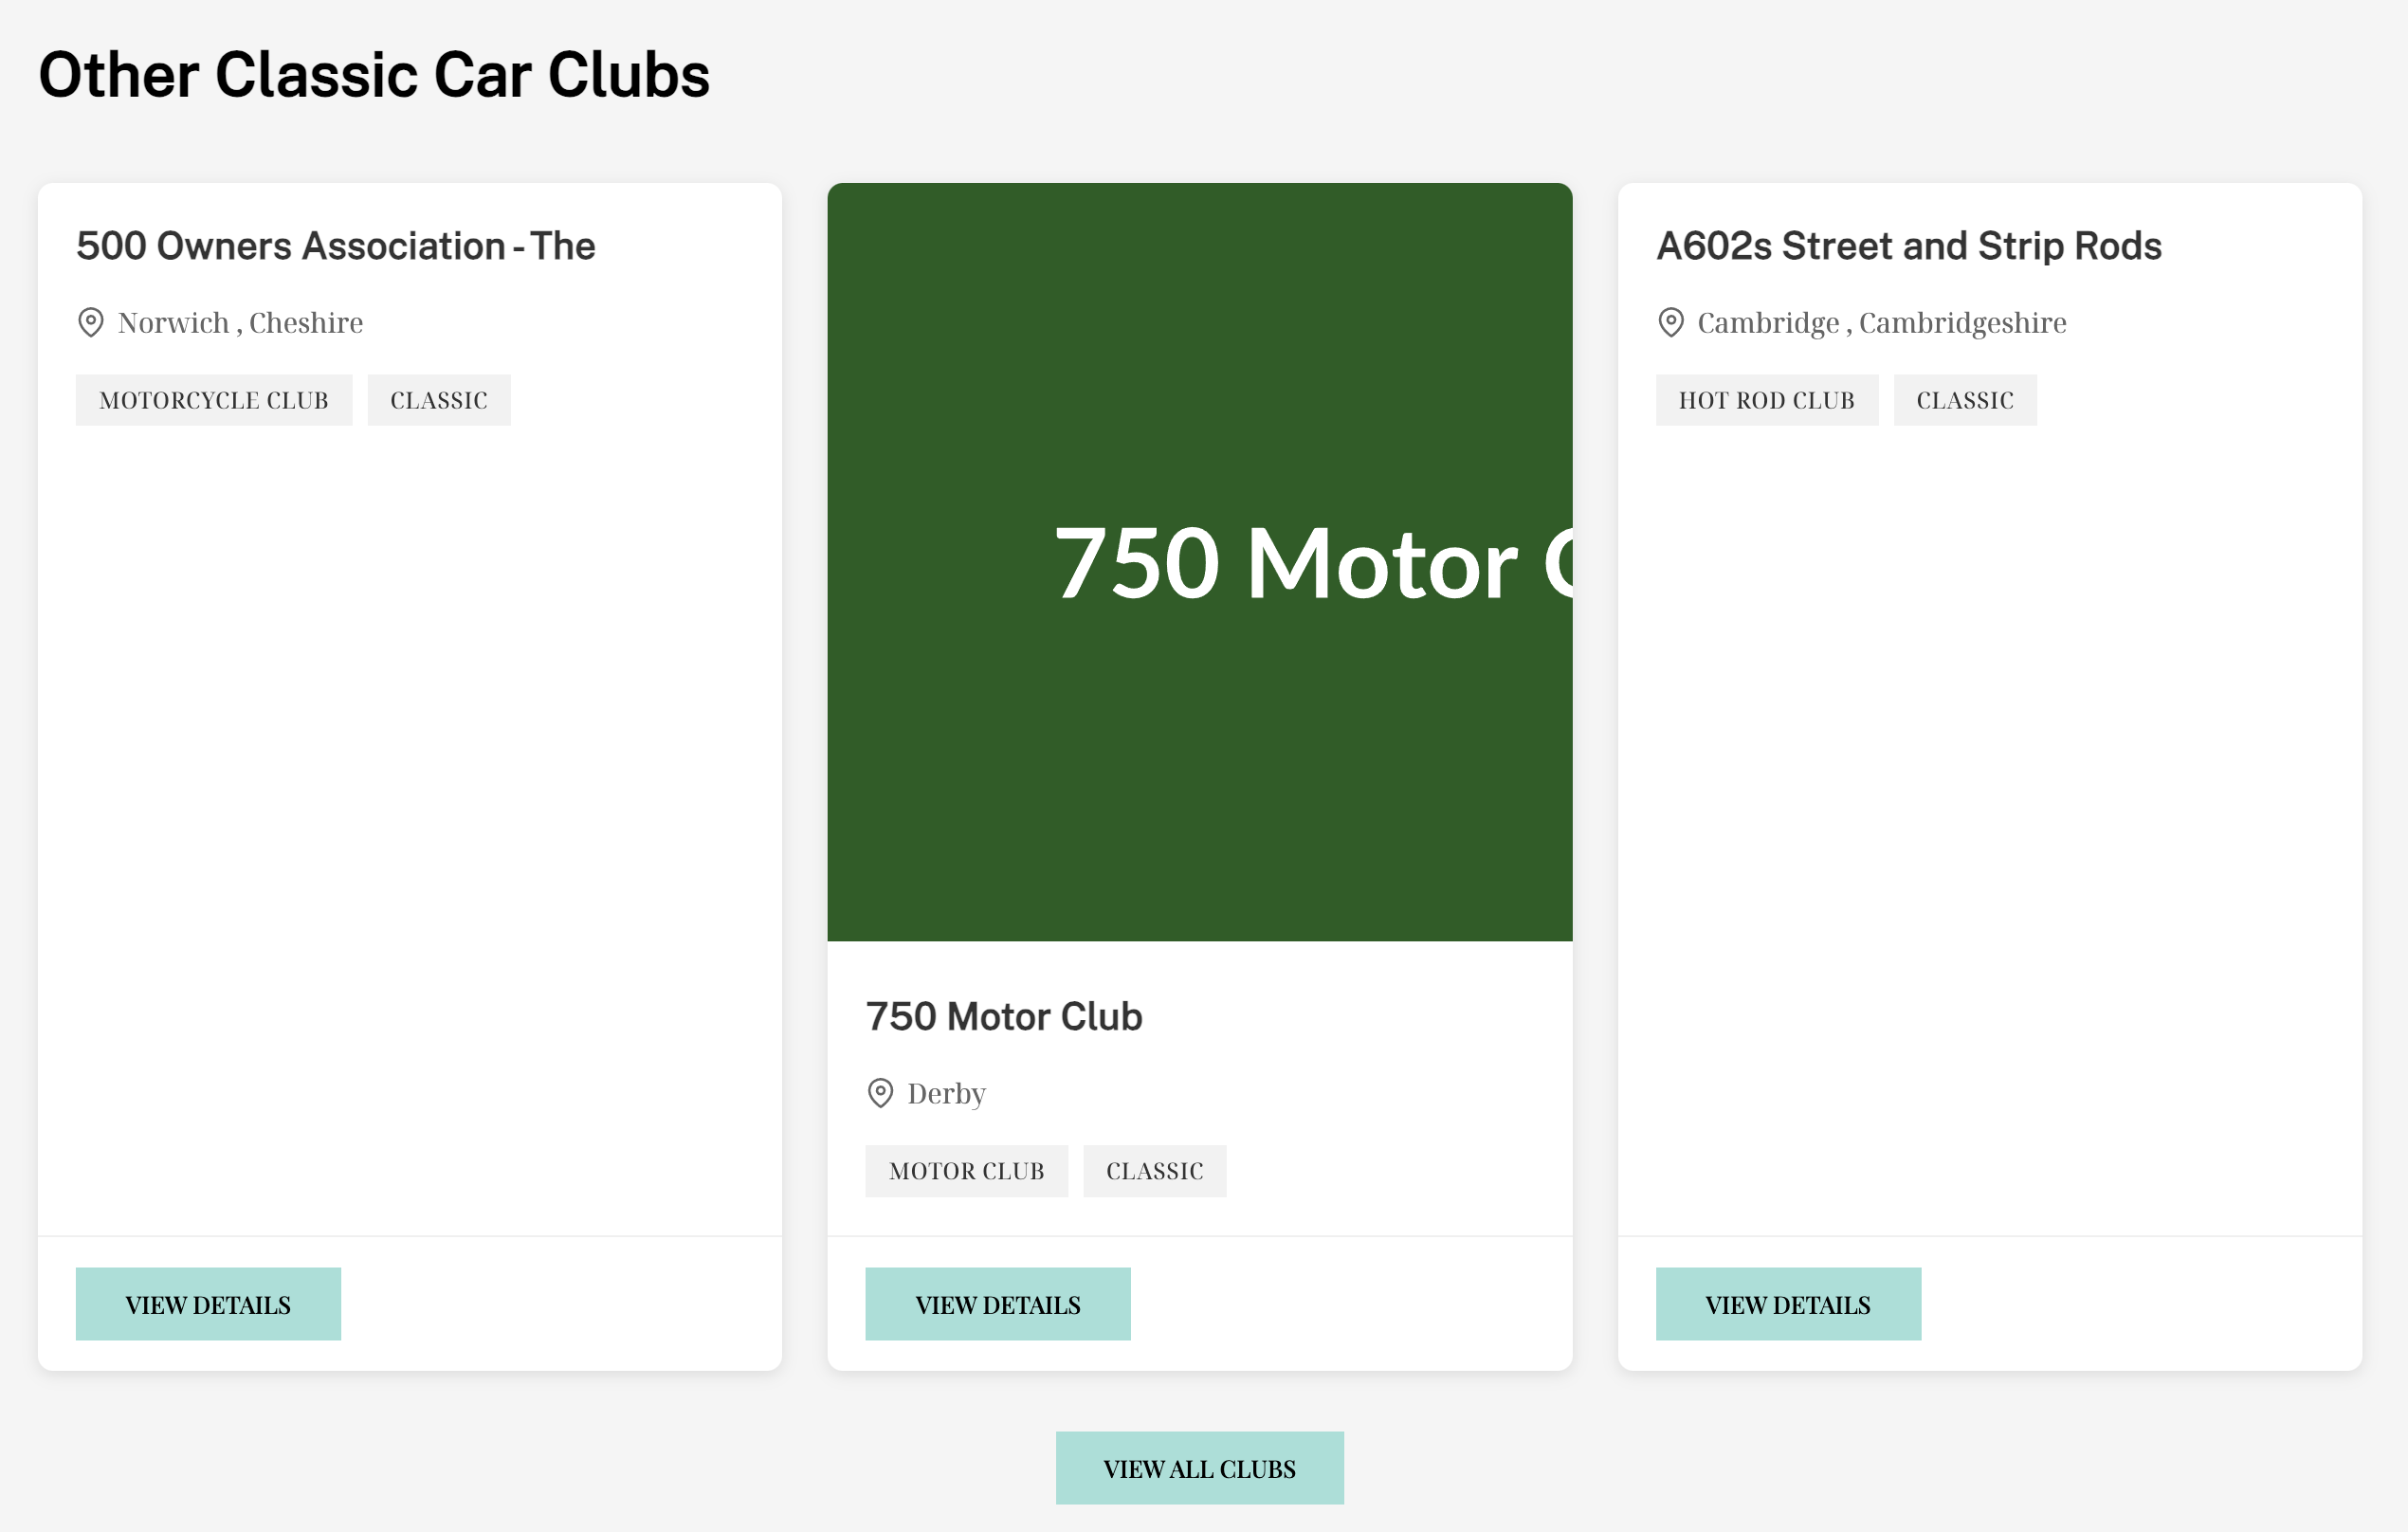 Other Classic Car Clubs
500 Owners Association - The
Norwich , Cheshire
MOTORCYCLE CLUB
CLASSIC
VIEW DETAILS
750 Motor
750 Motor Club
Derby
MOTOR CLUB
CLASSIC
VIEW DETAILS
A602s Street and Strip Rods
Cambridge , Cambridgeshire
HOT ROD CLUB
CLASSIC
VIEW DETAILS
VIEW ALL CLUBS